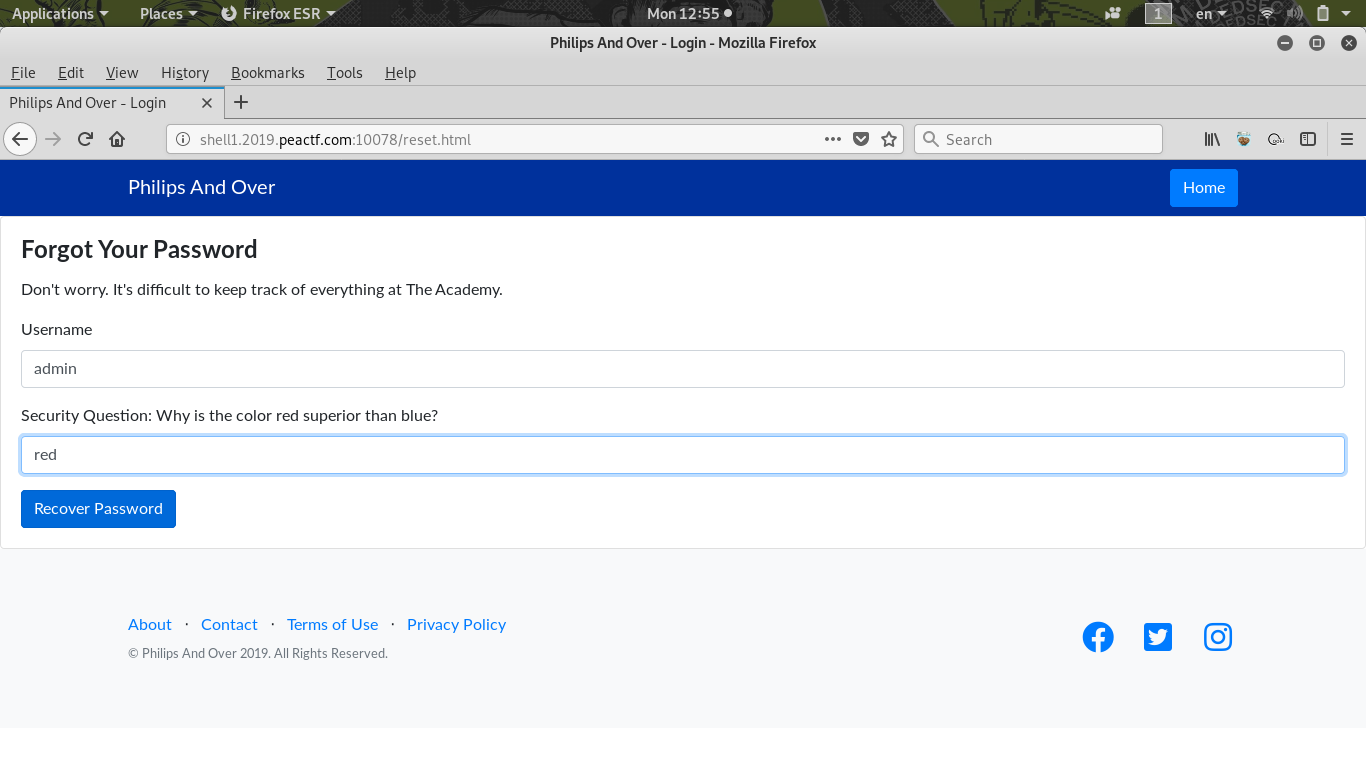 Applications Places Firefox ESR Mon 12:55 1 en
Philips And Over - Login - Mozilla Firefox
File Edit View History Bookmarks Tools Help
Philips And Over - Login
shell1.2019.peactf.com:10078/reset.html Search
Philips And Over Home
Forgot Your Password
Don't worry. It's difficult to keep track of everything at The Academy.
Username
admin
Security Question: Why is the color red superior than blue?
red
Recover Password
About · Contact · Terms of Use · Privacy Policy
© Philips And Over 2019. All Rights Reserved.